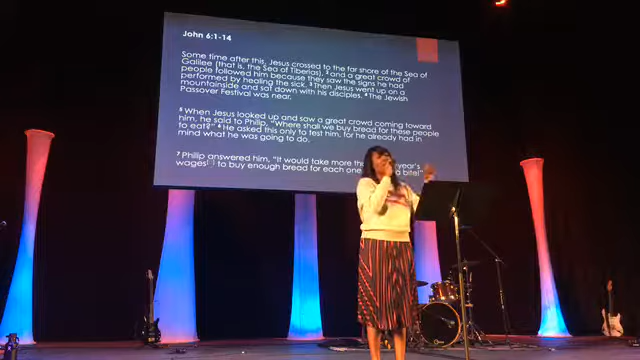 John 6:1-14
Some time after this, Jesus crossed to the far shore of the Sea of
Galilee (that is, the Sea of Tiberias), ² and a great crowd of
people followed him because they saw the signs he had
performed by healing the sick. ³ Then Jesus went up on a
mountainside and sat down with his disciples. ⁴ The Jewish
Passover Festival was near.
⁵ When Jesus looked up and saw a great crowd coming toward
him, he said to Philip, "Where shall we buy bread for these people
to eat?" ⁶ He asked this only to test him, for he already had in
mind what he was going to do.
⁷ Philip answered him, "It would take more year's
wages to buy enough bread for each one bite!"